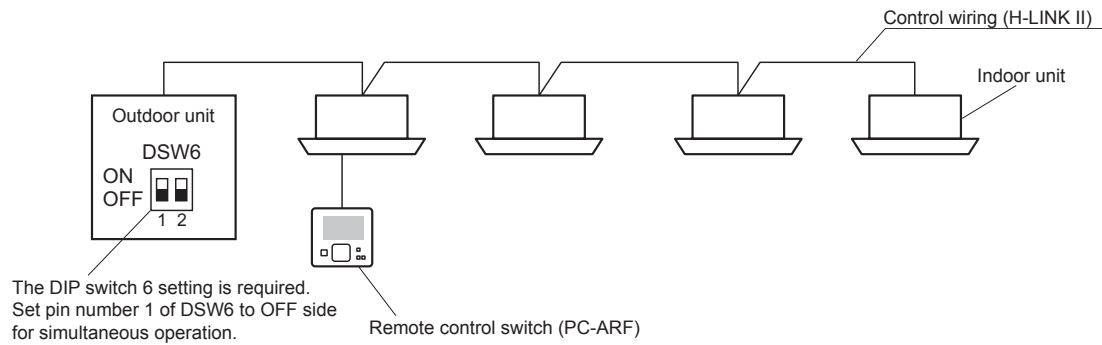 Control wiring (H-LINK II)
Indoor unit
Outdoor unit
DSW6
ON
OFF
1 2
The DIP switch 6 setting is required.
Set pin number 1 of DSW6 to OFF side
for simultaneous operation.
Remote control switch (PC-ARF)